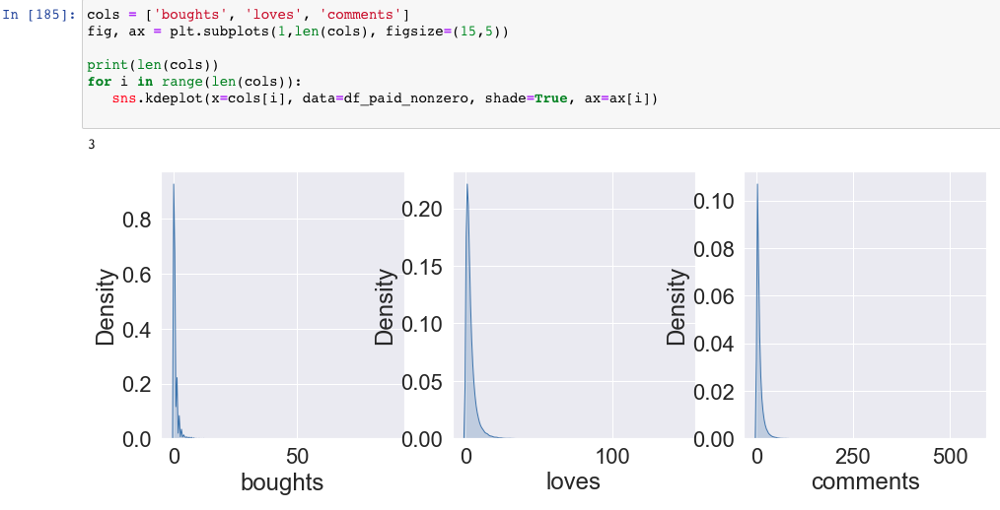 In [185]: cols = ['boughts', 'loves', 'comments']
fig, ax = plt.subplots(1,len(cols), figsize=(15,5))
print(len(cols))
for i in range(len(cols)):
sns.kdeplot(x=cols[i], data=df_paid_nonzero, shade=True, ax=ax[i])
3
Density
0.8
0.6
0.4
0.2
0.0
0 50
boughts
Density
0.20
0.15
0.10
0.05
0.00
0 100
loves
Density
0.10
0.08
0.06
0.04
0.02
0.00
0 250 500
comments